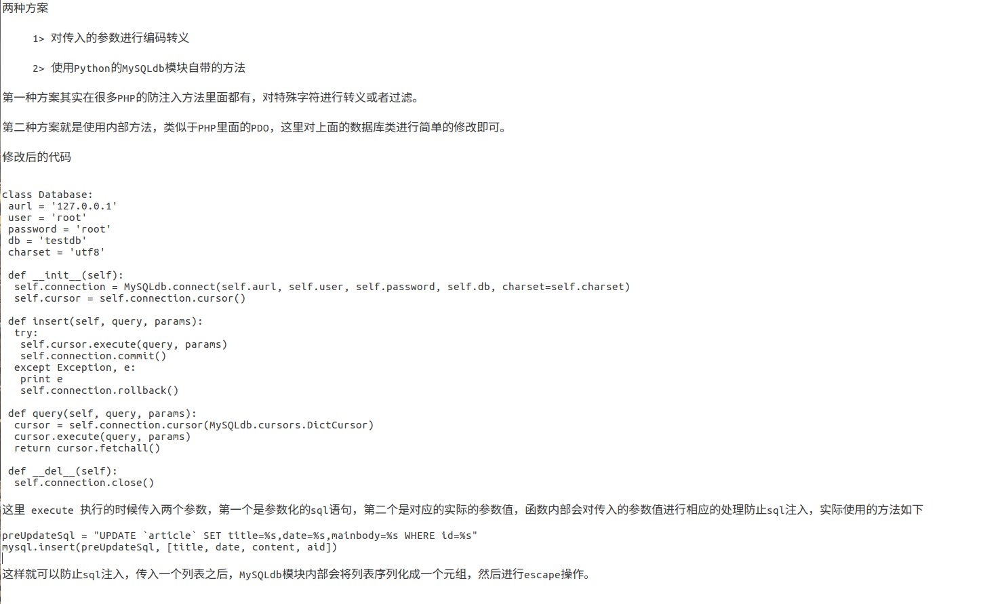 两种方案
1> 对传入的参数进行编码转义
2> 使用Python的MySQLdb模块自带的方法
第一种方案其实在很多PHP的防注入方法里面都有，对特殊字符进行转义或者过滤。
第二种方案就是使用内部方法，类似于PHP里面的PDO，这里对上面的数据库类进行简单的修改即可。
修改后的代码
class Database:
 aurl = '127.0.0.1'
 user = 'root'
 password = 'root'
 db = 'testdb'
 charset = 'utf8'
 def __init__(self):
  self.connection = MySQLdb.connect(self.aurl, self.user, self.password, self.db, charset=self.charset)
  self.cursor = self.connection.cursor()
 def insert(self, query, params):
  try:
   self.cursor.execute(query, params)
   self.connection.commit()
  except Exception, e:
   print e
   self.connection.rollback()
 def query(self, query, params):
  cursor = self.connection.cursor(MySQLdb.cursors.DictCursor)
  cursor.execute(query, params)
  return cursor.fetchall()
 def __del__(self):
  self.connection.close()
这里 execute 执行的时候传入两个参数，第一个是参数化的sql语句，第二个是对应的实际的参数值，函数内部会对传入的参数值进行相应的处理防止sql注入，实际使用的方法如下
preUpdateSql = "UPDATE `article` SET title=%s,date=%s,mainbody=%s WHERE id=%s"
mysql.insert(preUpdateSql, [title, date, content, aid])
这样就可以防止sql注入，传入一个列表之后，MySQLdb模块内部会将列表序列化成一个元组，然后进行escape操作。